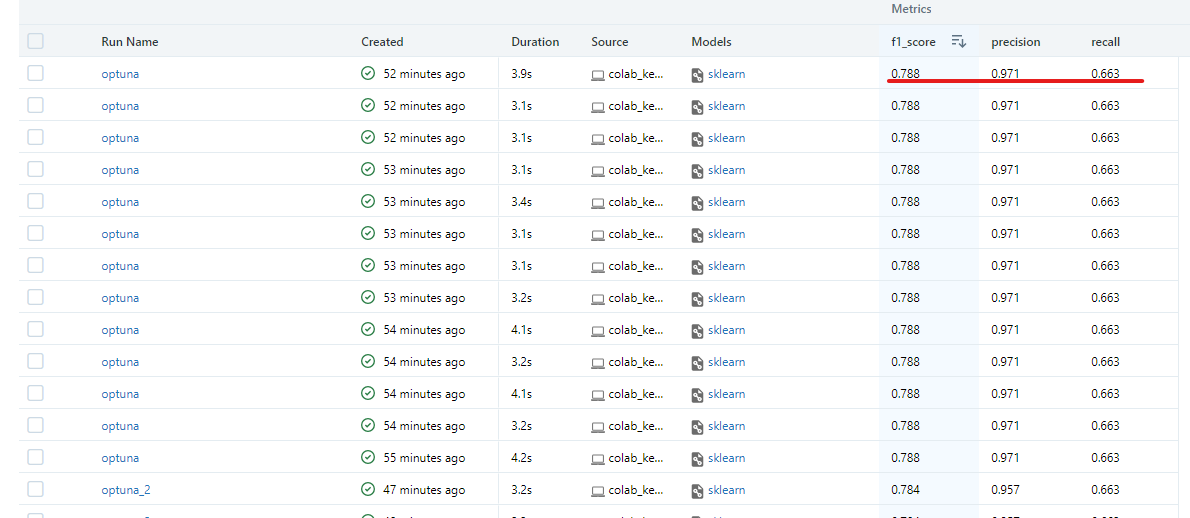 Metrics
Run Name Created Duration Source Models f1_score precision recall
optuna 52 minutes ago 3.9s colab_ke... sklearn 0.788 0.971 0.663
optuna 52 minutes ago 3.1s colab_ke... sklearn 0.788 0.971 0.663
optuna 52 minutes ago 3.1s colab_ke... sklearn 0.788 0.971 0.663
optuna 53 minutes ago 3.1s colab_ke... sklearn 0.788 0.971 0.663
optuna 53 minutes ago 3.4s colab_ke... sklearn 0.788 0.971 0.663
optuna 53 minutes ago 3.1s colab_ke... sklearn 0.788 0.971 0.663
optuna 53 minutes ago 3.1s colab_ke... sklearn 0.788 0.971 0.663
optuna 53 minutes ago 3.2s colab_ke... sklearn 0.788 0.971 0.663
optuna 54 minutes ago 4.1s colab_ke... sklearn 0.788 0.971 0.663
optuna 54 minutes ago 3.2s colab_ke... sklearn 0.788 0.971 0.663
optuna 54 minutes ago 4.1s colab_ke... sklearn 0.788 0.971 0.663
optuna 54 minutes ago 3.2s colab_ke... sklearn 0.788 0.971 0.663
optuna 55 minutes ago 4.2s colab_ke... sklearn 0.788 0.971 0.663
optuna_2 47 minutes ago 3.2s colab_ke... sklearn 0.784 0.957 0.663